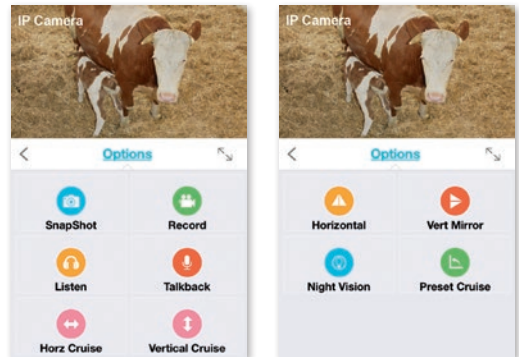 IP Camera
Options
SnapShot
Record
Listen
Talkback
Horz Cruise
Vertical Cruise
IP Camera
Options
Horizontal
Vert Mirror
Night Vision
Preset Cruise